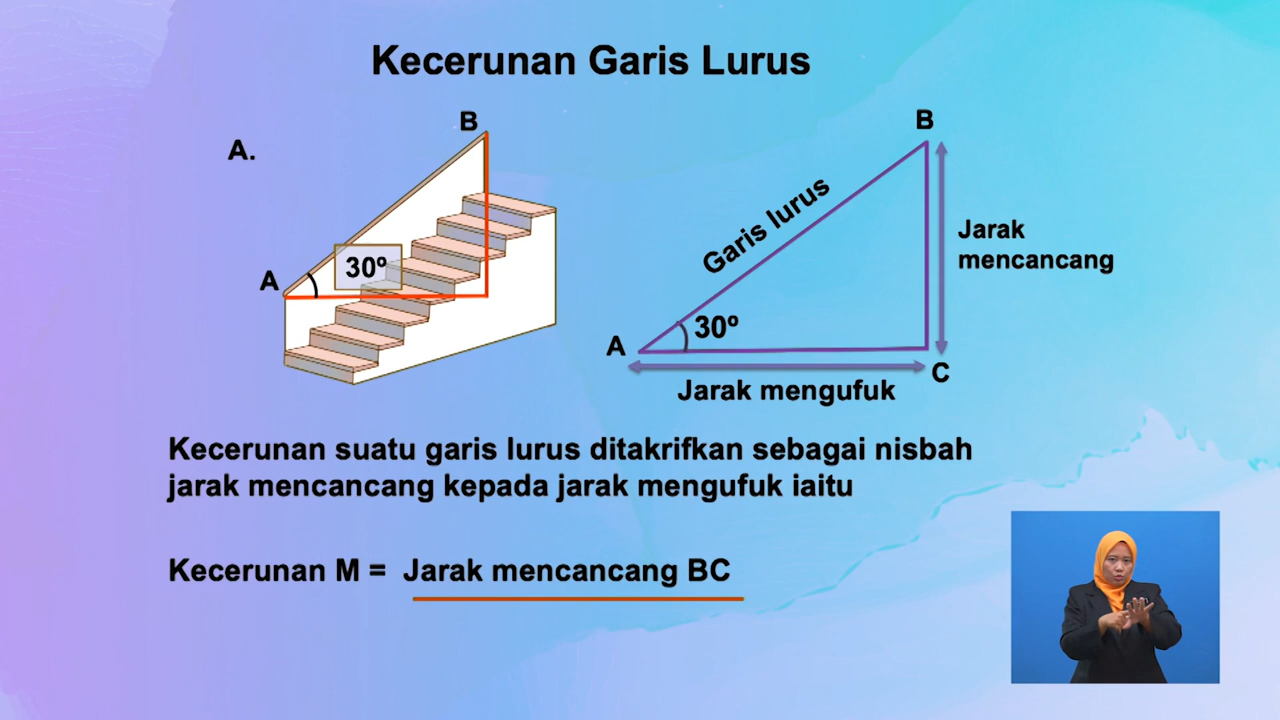 Kecerunan Garis Lurus
A.
B
A
30º
B
Garis lurus
Jarak
mencancang
A
30º
C
Jarak mengufuk
Kecerunan suatu garis lurus ditakrifkan sebagai nisbah
jarak mencancang kepada jarak mengufuk iaitu
Kecerunan M = Jarak mencancang BC